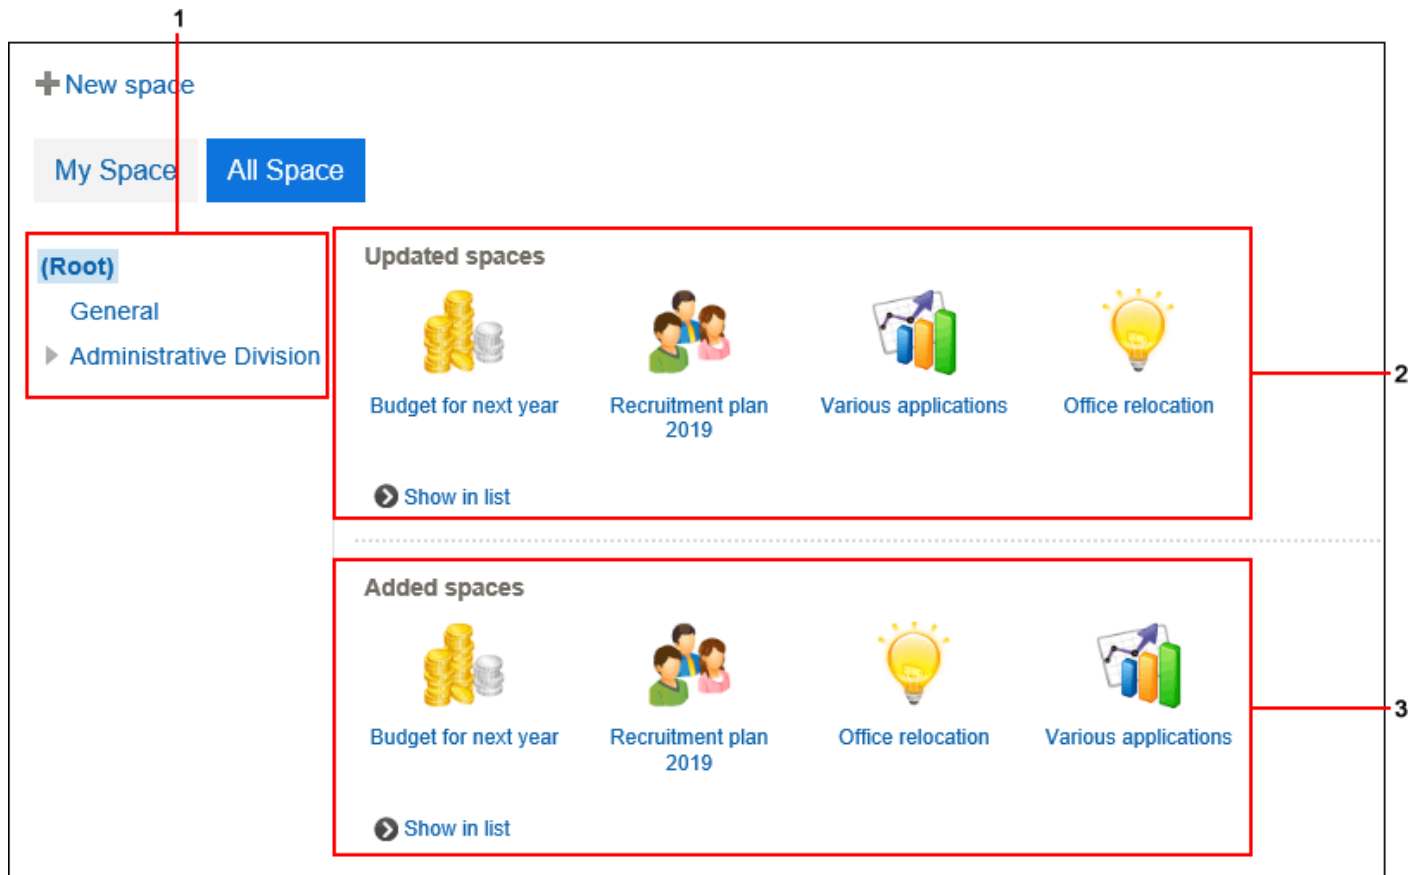 1
New space
My Space
All Space
(Root)
General
Administrative Division
Updated spaces
Budget for next year
Recruitment plan
2019
Various applications
Office relocation
Show in list
2
Added spaces
Budget for next year
Recruitment plan
2019
Office relocation
Various applications
Show in list
3